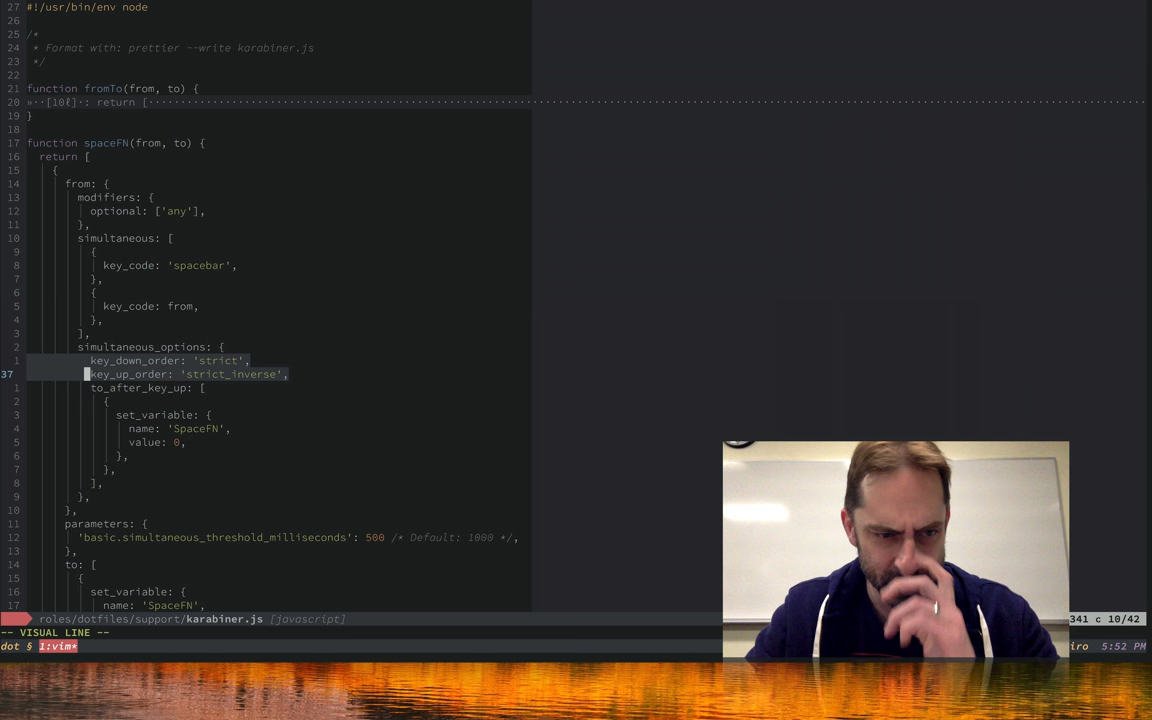 27 #!/usr/bin/env node
26
25 /*
24  * Format with: prettier --write karabiner.js
23  */
22
21 function fromTo(from, to) {
20 »··[10ℓ]·: return [····
19 }
18
17 function spaceFN(from, to) {
16   return [
15     {
14       from: {
13         modifiers: {
12           optional: ['any'],
11         },
10         simultaneous: [
9           {
8             key_code: 'spacebar',
7           },
6           {
5             key_code: from,
4           },
3         ],
2         simultaneous_options: {
1           key_down_order: 'strict',
37           key_up_order: 'strict_inverse',
1           to_after_key_up: [
2             {
3               set_variable: {
4                 name: 'SpaceFN',
5                 value: 0,
6               },
7             },
8           ],
9         },
10       },
11       parameters: {
12         'basic.simultaneous_threshold_milliseconds': 500 /* Default: 1000 */,
13       },
14       to: [
15         {
16           set_variable: {
17             name: 'SpaceFN',
roles/dotfiles/support/karabiner.js [javascript] 341 c 10/42
-- VISUAL LINE --
dot § 1:vim* iro 5:52 PM